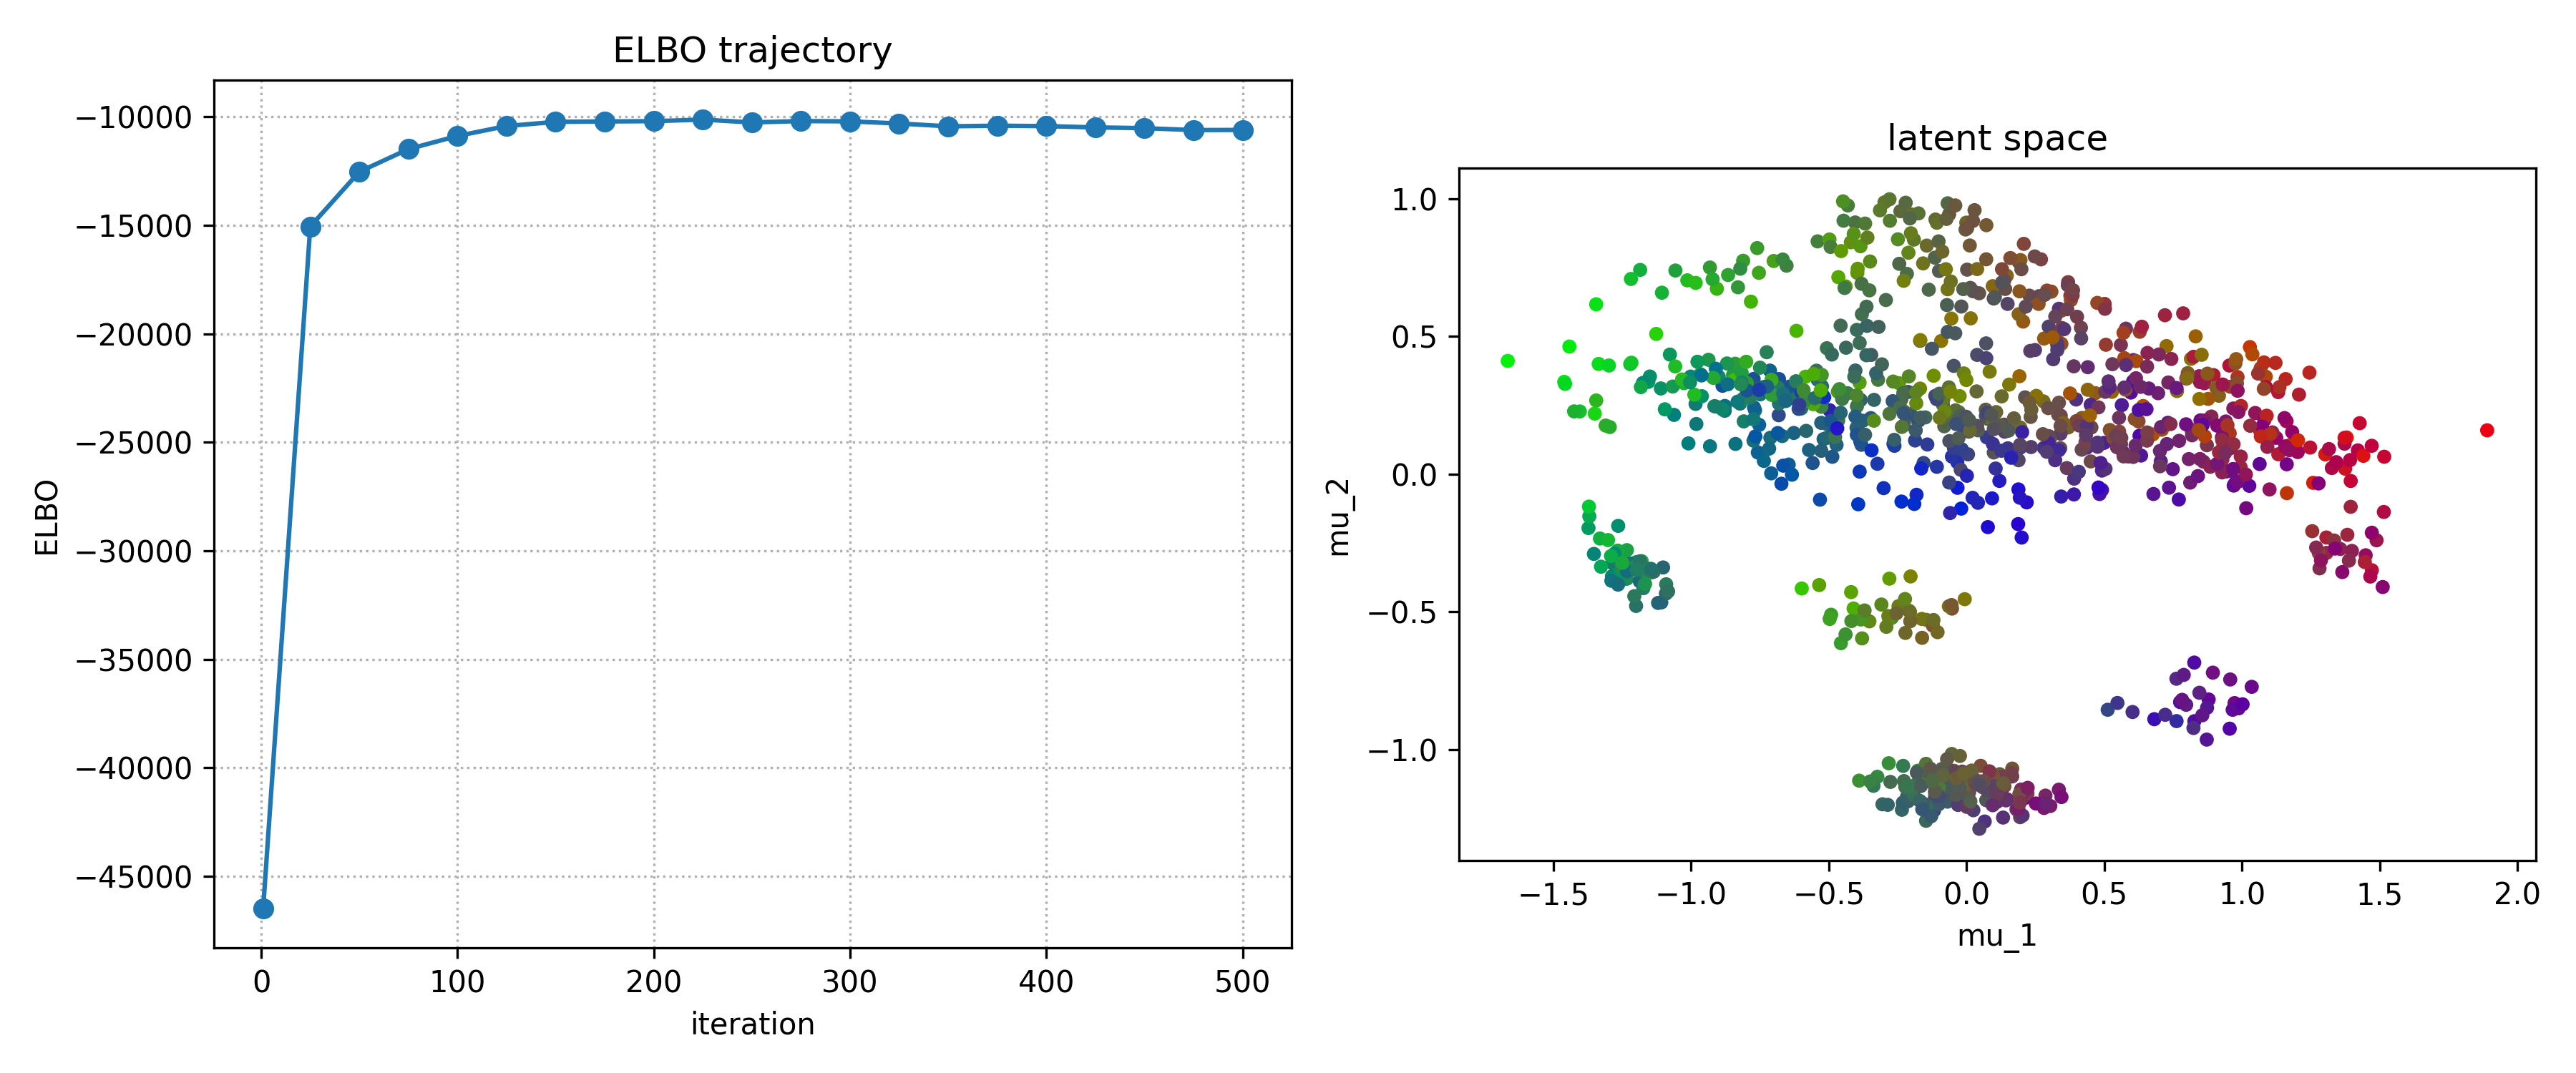 ELBO trajectory
−10000
−15000
−20000
−25000
−30000
−35000
−40000
−45000
ELBO
0 100 200 300 400 500
iteration
latent space
1.0
0.5
0.0
−0.5
−1.0
mu_2
−1.5 −1.0 −0.5 0.0 0.5 1.0 1.5 2.0
mu_1